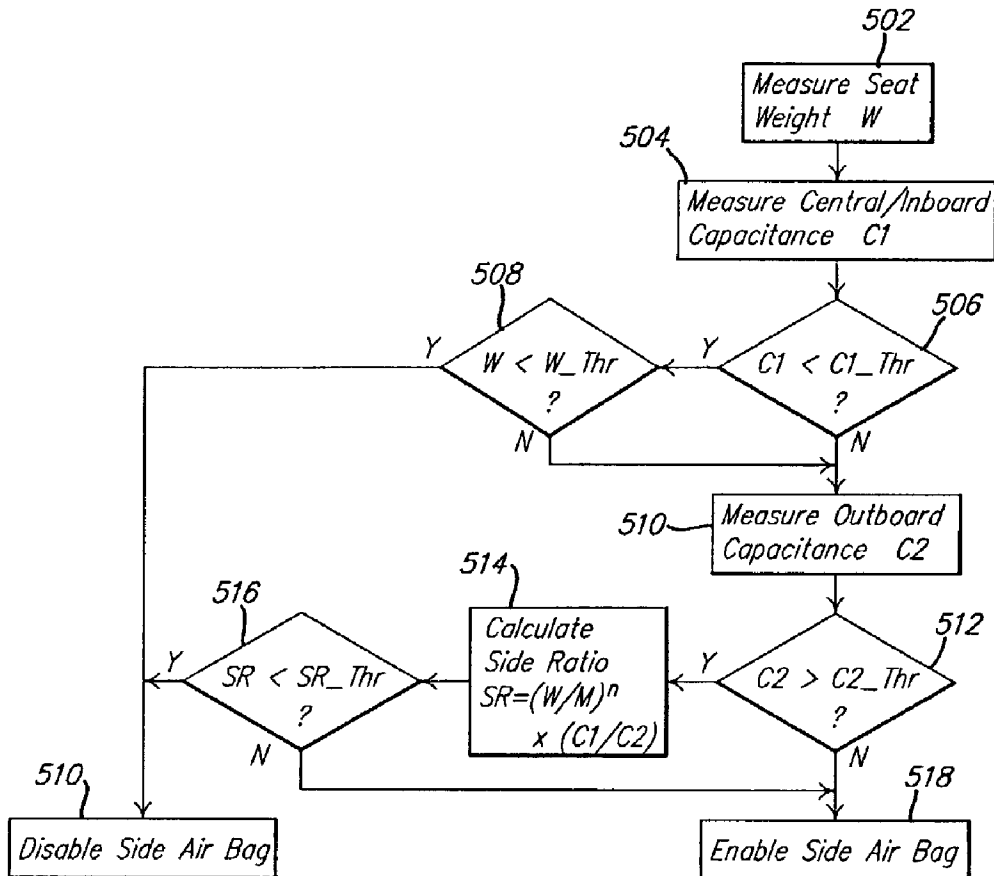 502
Measure Seat
Weight W
504
Measure Central/Inboard
Capacitance C1
508
506
Y
W < W_Thr
?
Y
C1 < C1_Thr
?
N
N
510
Measure Outboard
Capacitance C2
514
516
512
Calculate
Side Ratio
SR=(W/M)ⁿ
x (C1/C2)
Y
SR < SR_Thr
?
Y
C2 > C2_Thr
?
N
N
510
518
Disable Side Air Bag
Enable Side Air Bag